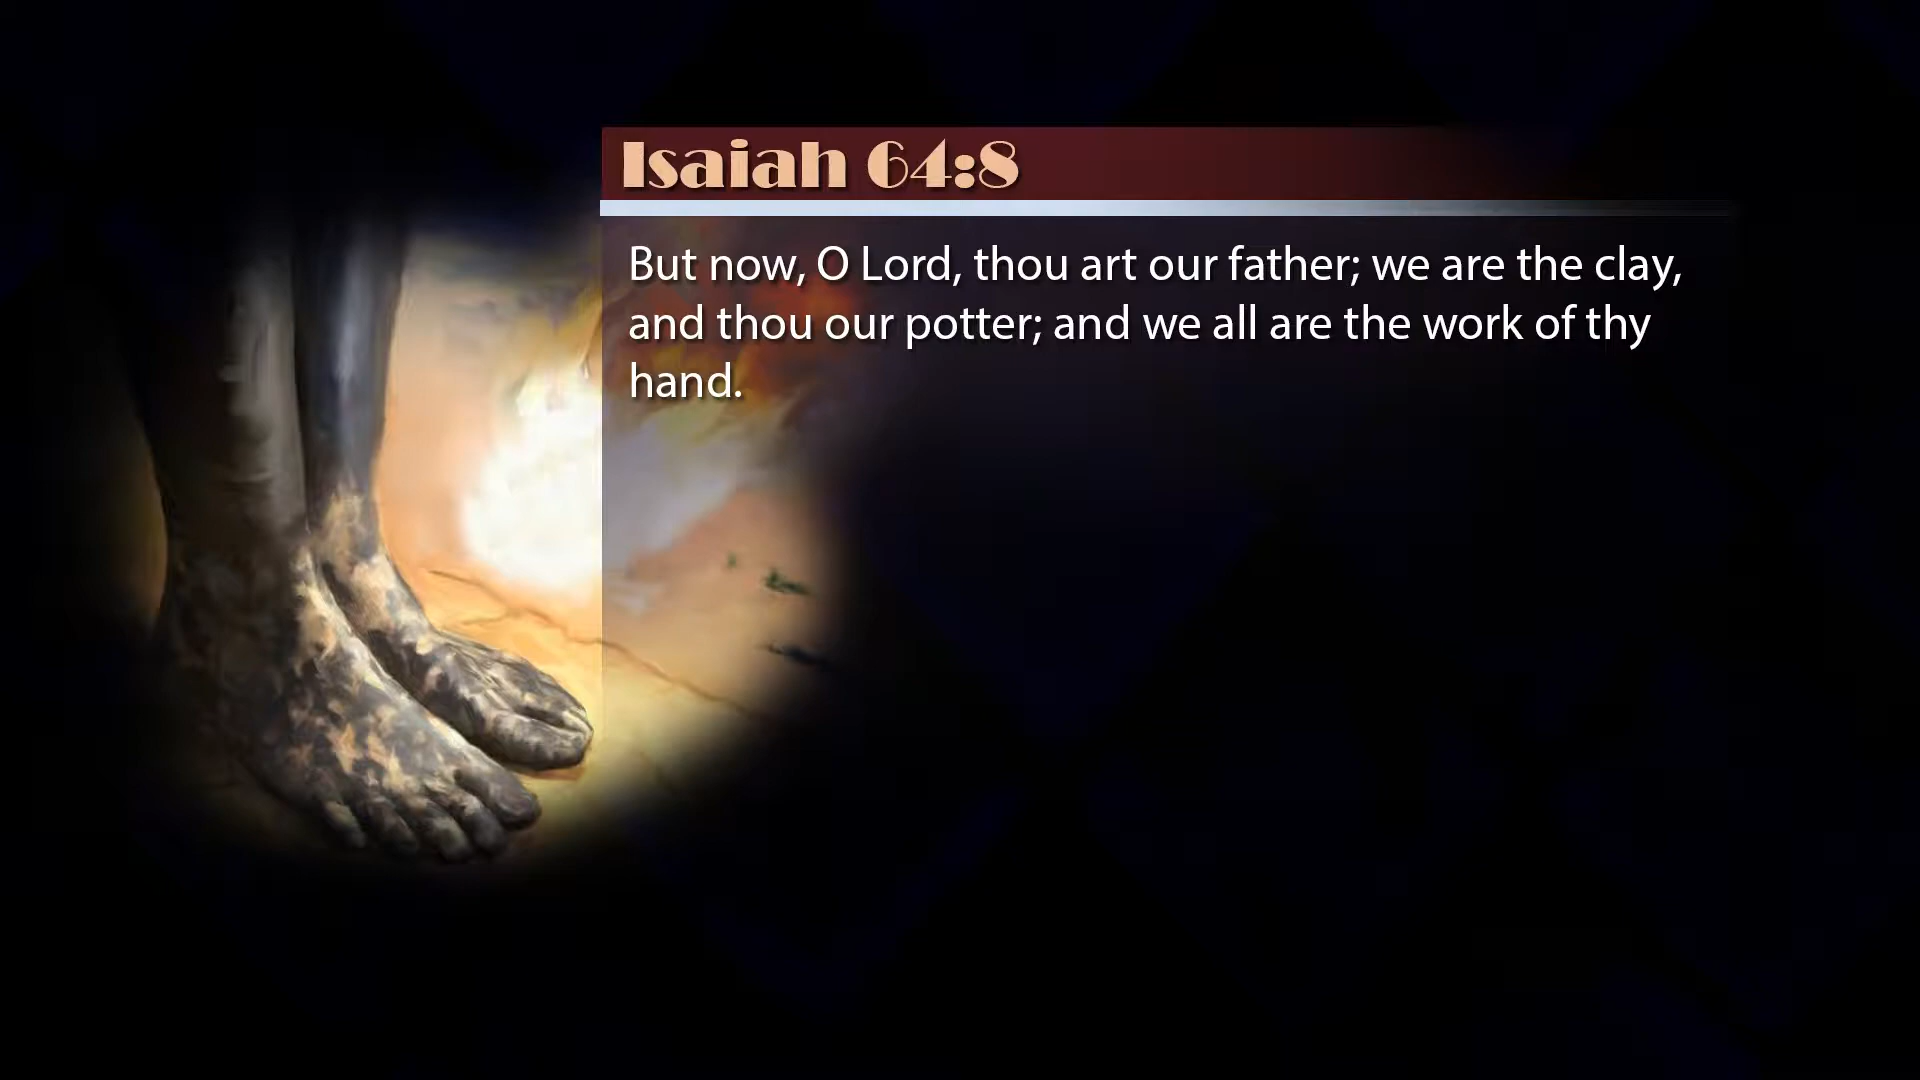 Isaiah 64:8
But now, O Lord, thou art our father; we are the clay,
and thou our potter; and we all are the work of thy
hand.